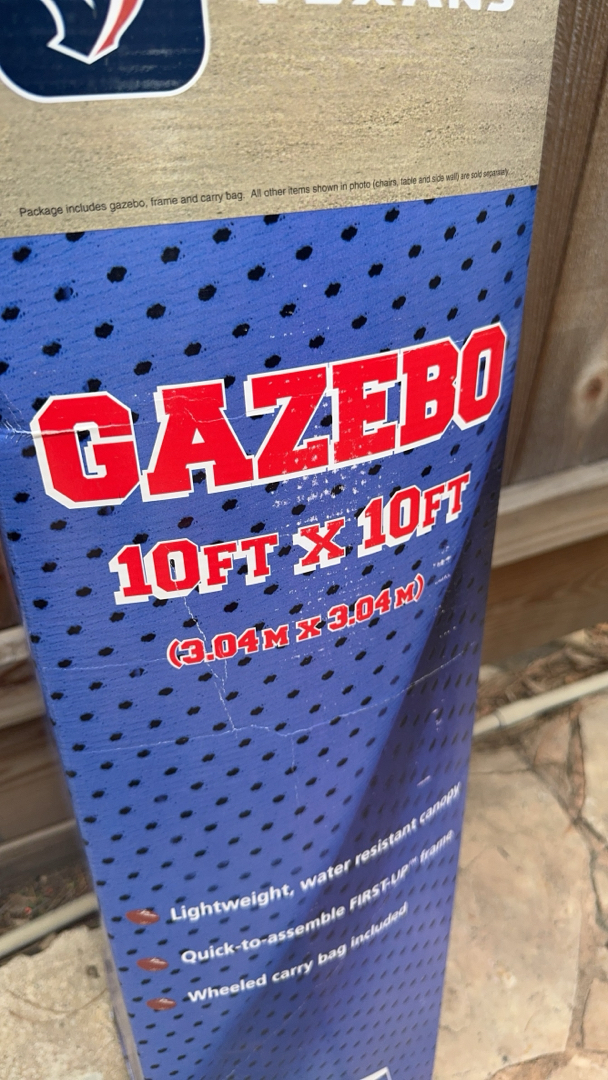 TEXANS
Package includes gazebo, frame and carry bag. All other items shown in photo (chairs, table and side wall) are sold separately.
GAZEBO
10FT X 10FT
(3.04M X 3.04M)
Lightweight, water resistant canopy
Quick-to-assemble FIRST-UP™ frame
Wheeled carry bag included